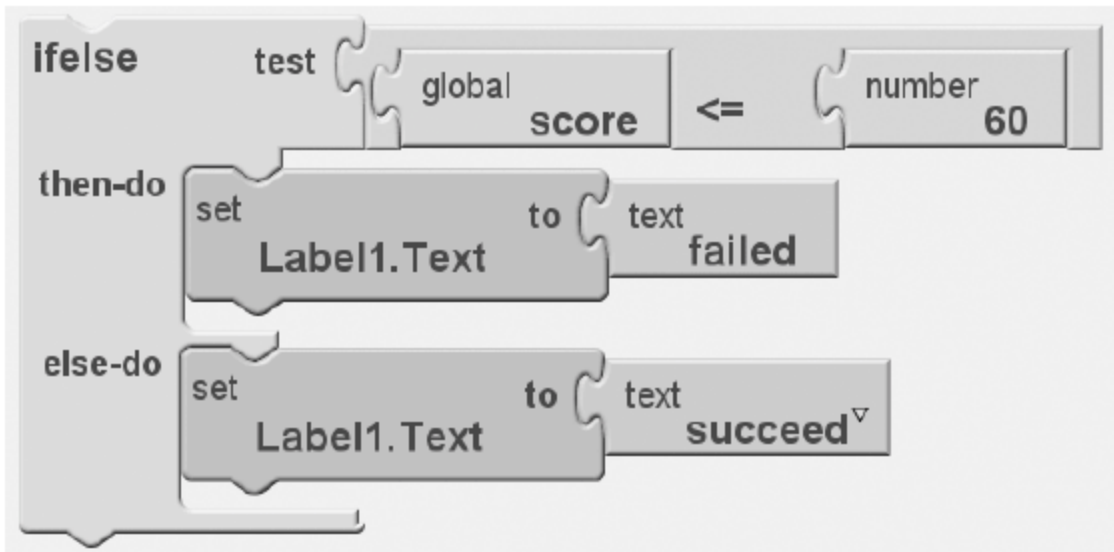 ifelse test
global
score
<=
number
60
then-do
set
Label1.Text
to
text
failed
else-do
set
Label1.Text
to
text
succeed